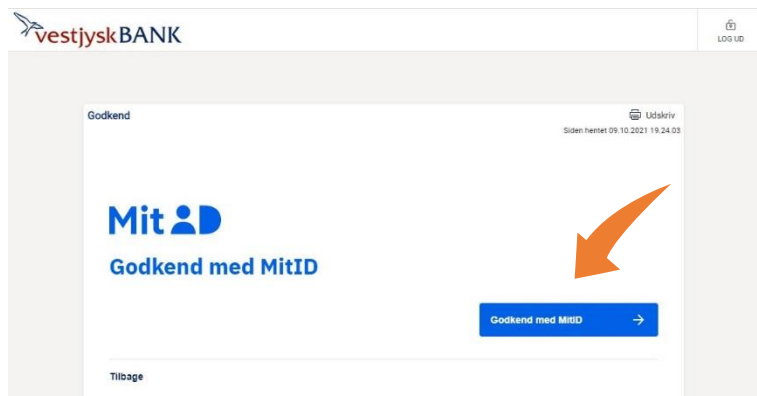 vestjyskBANK
LOG UD
Godkend
Udskriv
Siden hentet 09.10.2021 19.24.03
Mit D
Godkend med MitID
Godkend med MitID
Tilbage